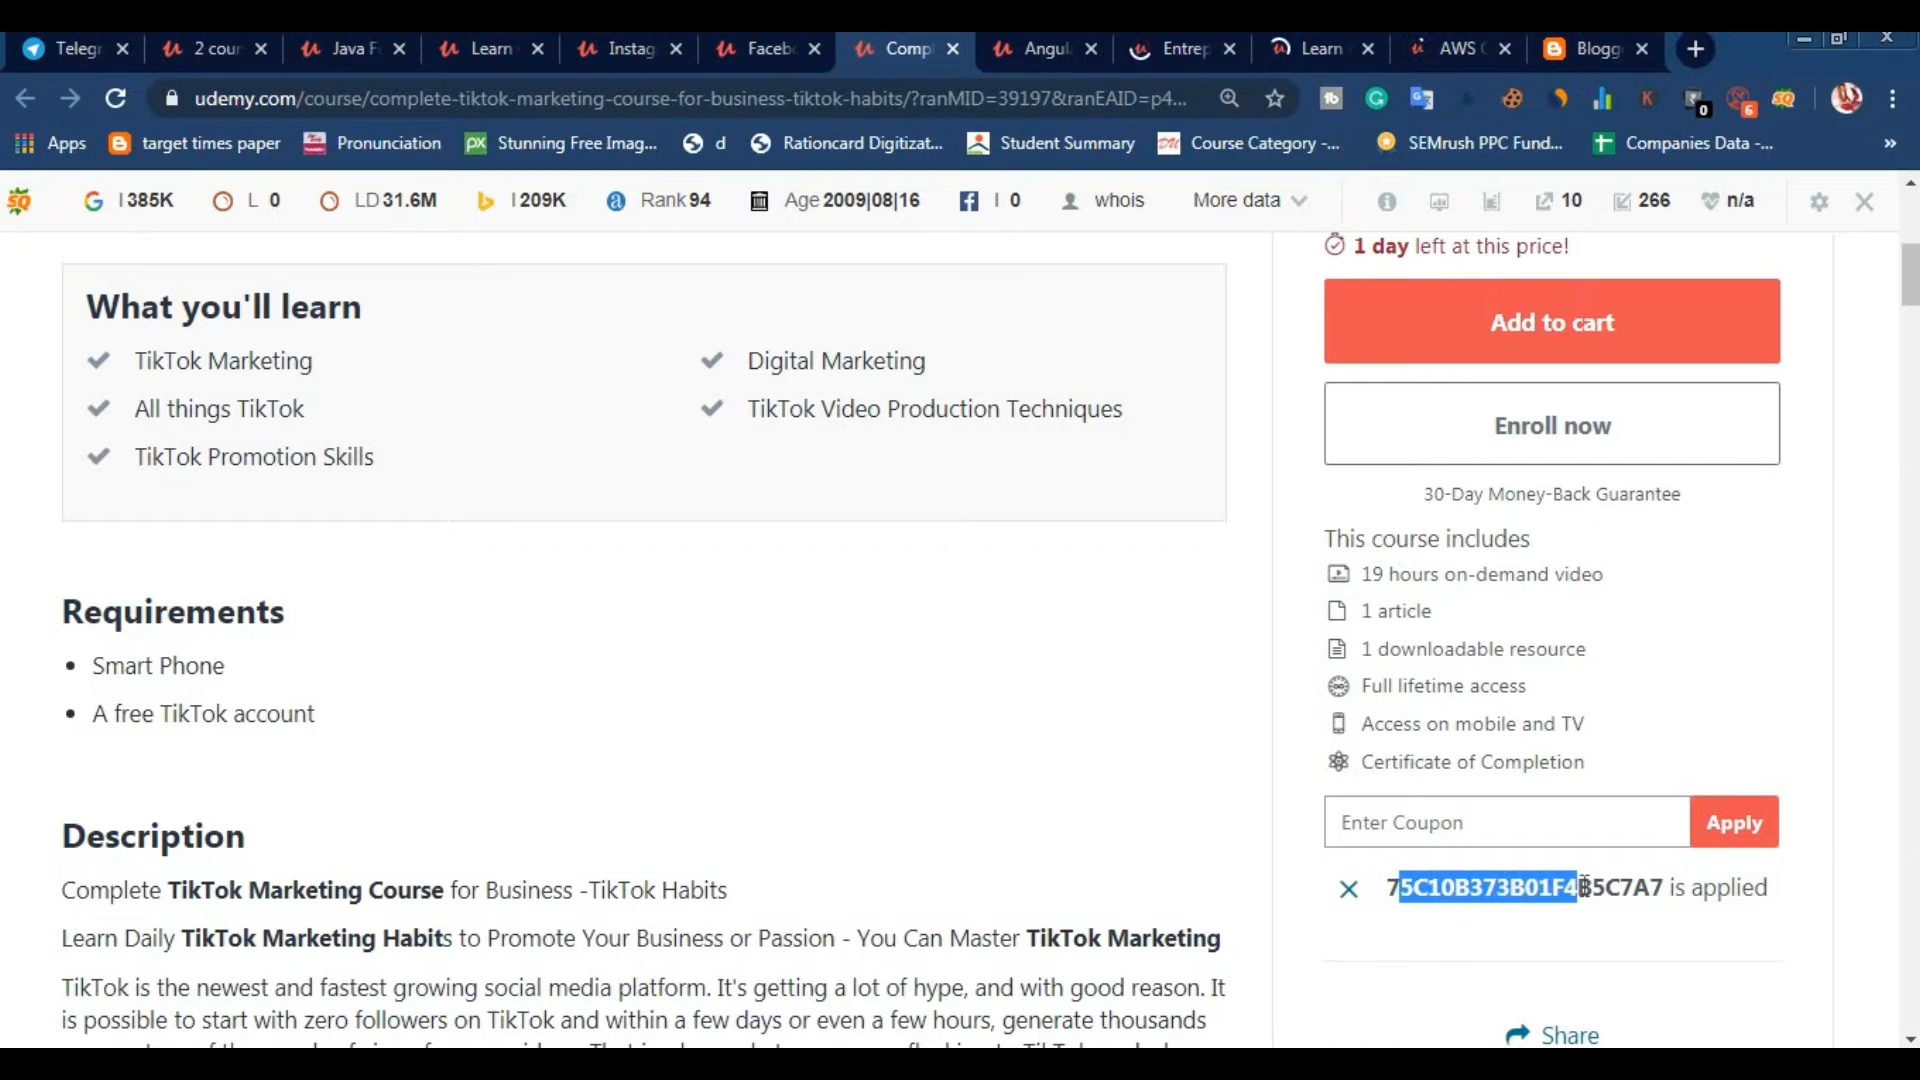 Telegr
2 cour
Java F
Learn
Instag
Facebo
Compl
Angul
Entrep
Learn
AWS C
Blogg
udemy.com/course/complete-tiktok-marketing-course-for-business-tiktok-habits/?ranMID=39197&ranEAID=p4...
0
6
Apps
target times paper
Pronunciation
Stunning Free Imag...
d
Rationcard Digitizat...
Student Summary
Course Category -...
SEMrush PPC Fund...
Companies Data -...
»
I 385K
L 0
LD 31.6M
I 209K
Rank 94
Age 2009|08|16
I 0
whois
More data
10
266
n/a
1 day left at this price!
What you'll learn
TikTok Marketing
Digital Marketing
All things TikTok
TikTok Video Production Techniques
TikTok Promotion Skills
Add to cart
Enroll now
30-Day Money-Back Guarantee
This course includes
19 hours on-demand video
1 article
1 downloadable resource
Full lifetime access
Access on mobile and TV
Certificate of Completion
Enter Coupon
Apply
75C10B373B01F4B5C7A7 is applied
Share
Requirements
Smart Phone
A free TikTok account
Description
Complete TikTok Marketing Course for Business -TikTok Habits
Learn Daily TikTok Marketing Habits to Promote Your Business or Passion - You Can Master TikTok Marketing
TikTok is the newest and fastest growing social media platform. It's getting a lot of hype, and with good reason. It
is possible to start with zero followers on TikTok and within a few days or even a few hours, generate thousands